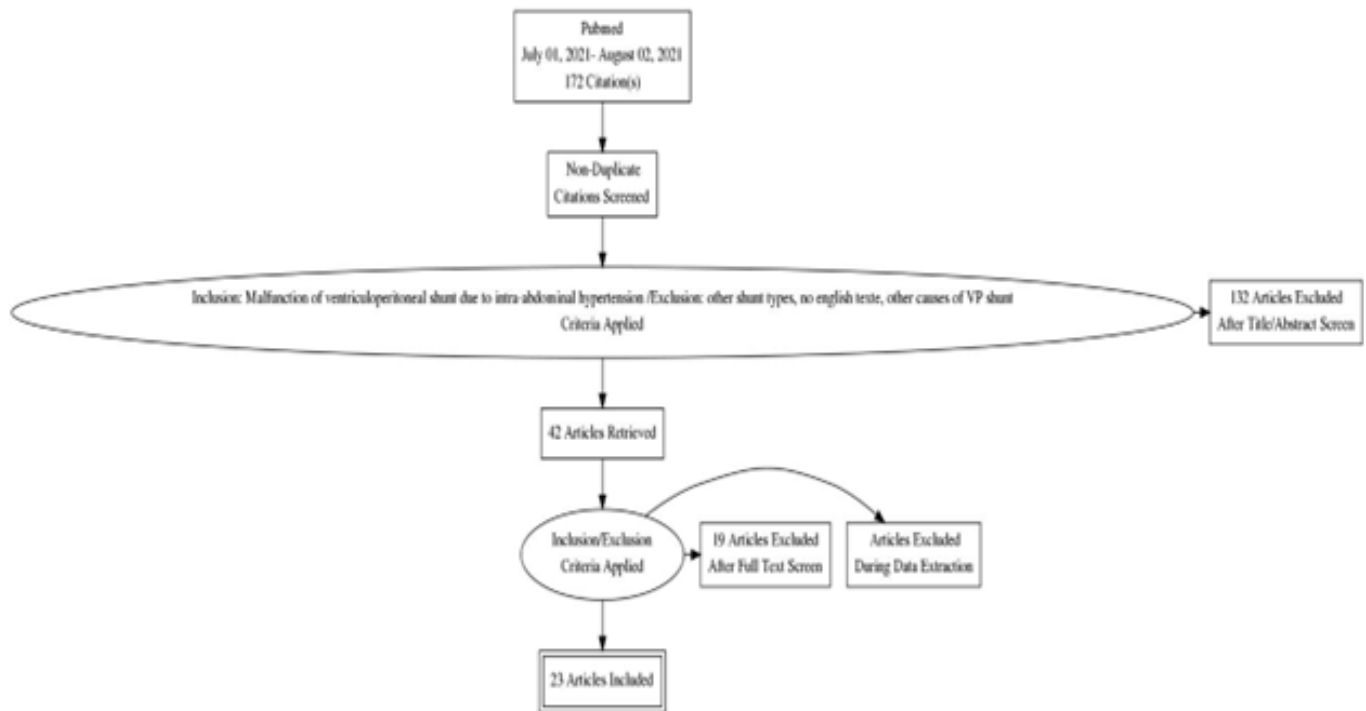 Pubmed
July 01, 2021- August 02, 2021
172 Citation(s)
Non-Duplicate
Citations Screened
Inclusion: Malfunction of ventriculoperitoneal shunt due to intra-abdominal hypertension /Exclusion: other shunt types, no english texte, other causes of VP shunt
Criteria Applied
132 Articles Excluded
After Title/Abstract Screen
42 Articles Retrieved
Inclusion/Exclusion
Criteria Applied
19 Articles Excluded
After Full Text Screen
Articles Excluded
During Data Extraction
23 Articles Included